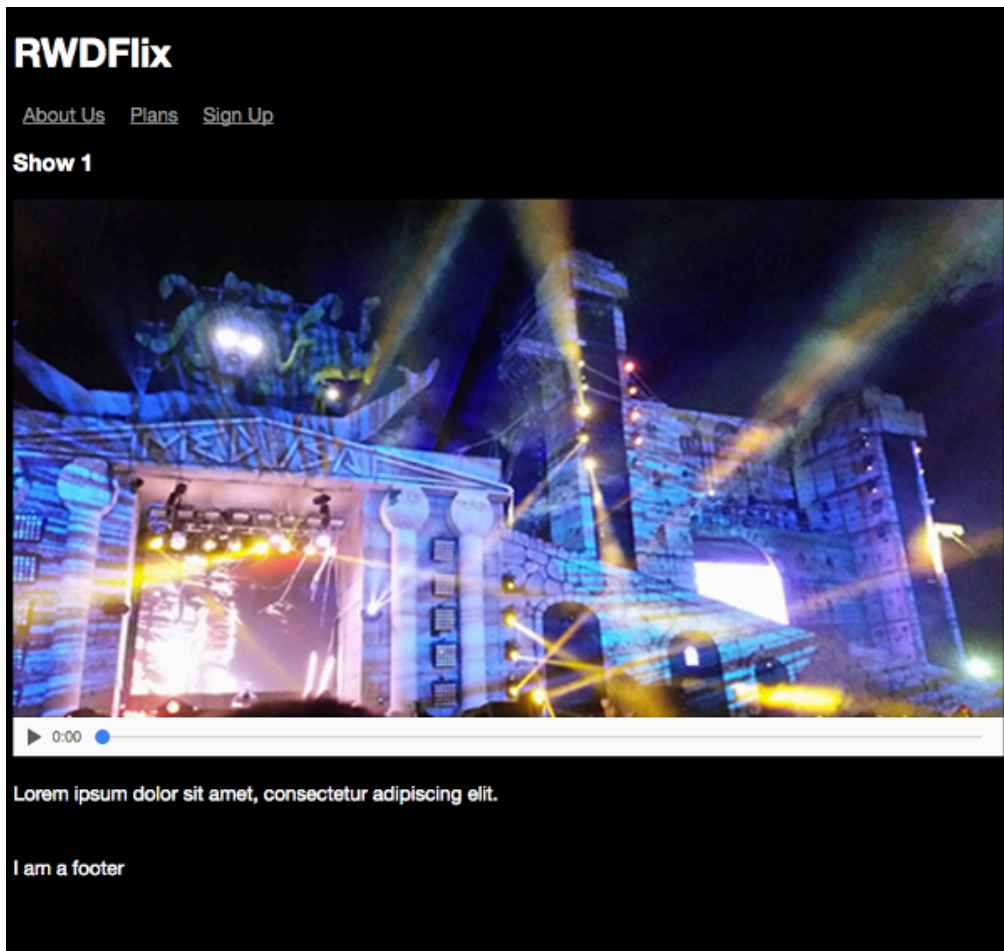 RWDFlix
About Us Plans Sign Up
Show 1
MEDUSA
0:00
Lorem ipsum dolor sit amet, consectetur adipiscing elit.
I am a footer